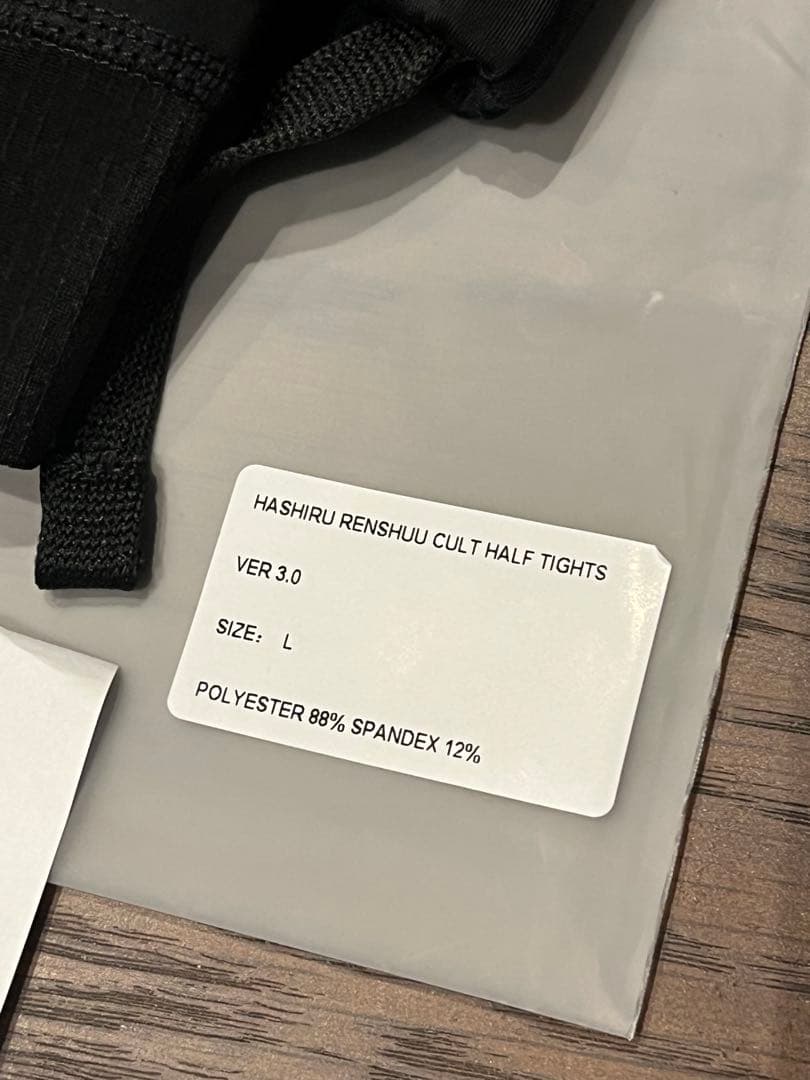 HASHIRU RENSHUU CULT HALF TIGHTS
VER 3.0
SIZE: L
POLYESTER 88% SPANDEX 12%